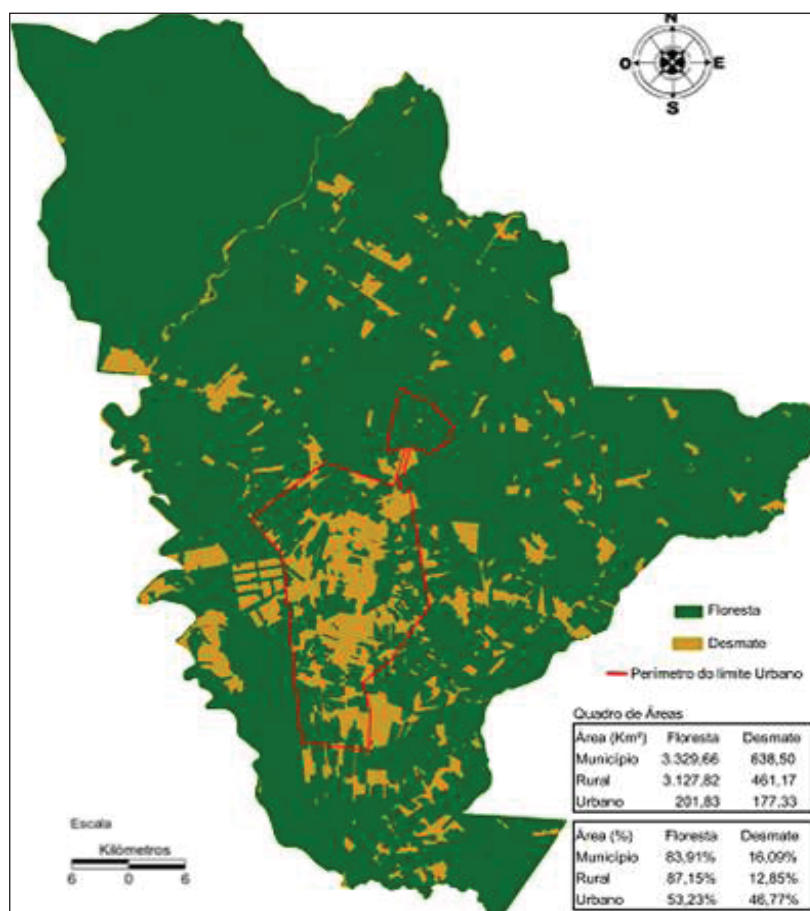 N
O E
S
Floresta
Desmate
Perímetro do limite Urbano
Quadro de Áreas
Área (Km²) Floresta Desmate
Município 3.329,66 638,50
Rural 3.127,82 461,17
Urbano 201,83 177,33
Área (%) Floresta Desmate
Município 83,91% 16,09%
Rural 87,15% 12,85%
Urbano 53,23% 46,77%
Escala
Kilómetros
6 0 6